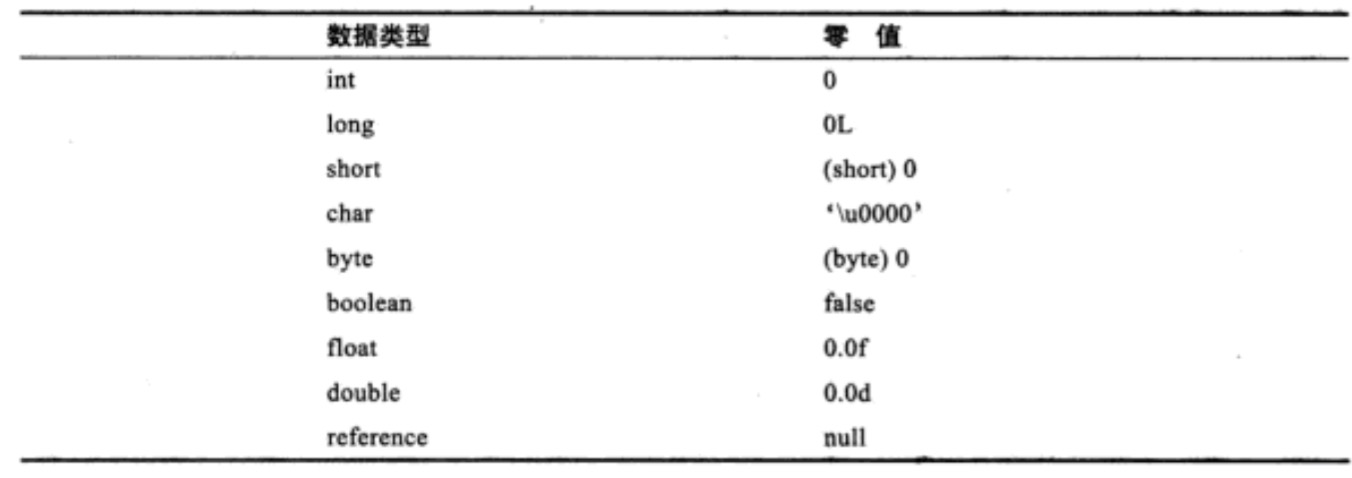 数据类型 零 值
int 0
long 0L
short (short) 0
char ‘\u0000’
byte (byte) 0
boolean false
float 0.0f
double 0.0d
reference null